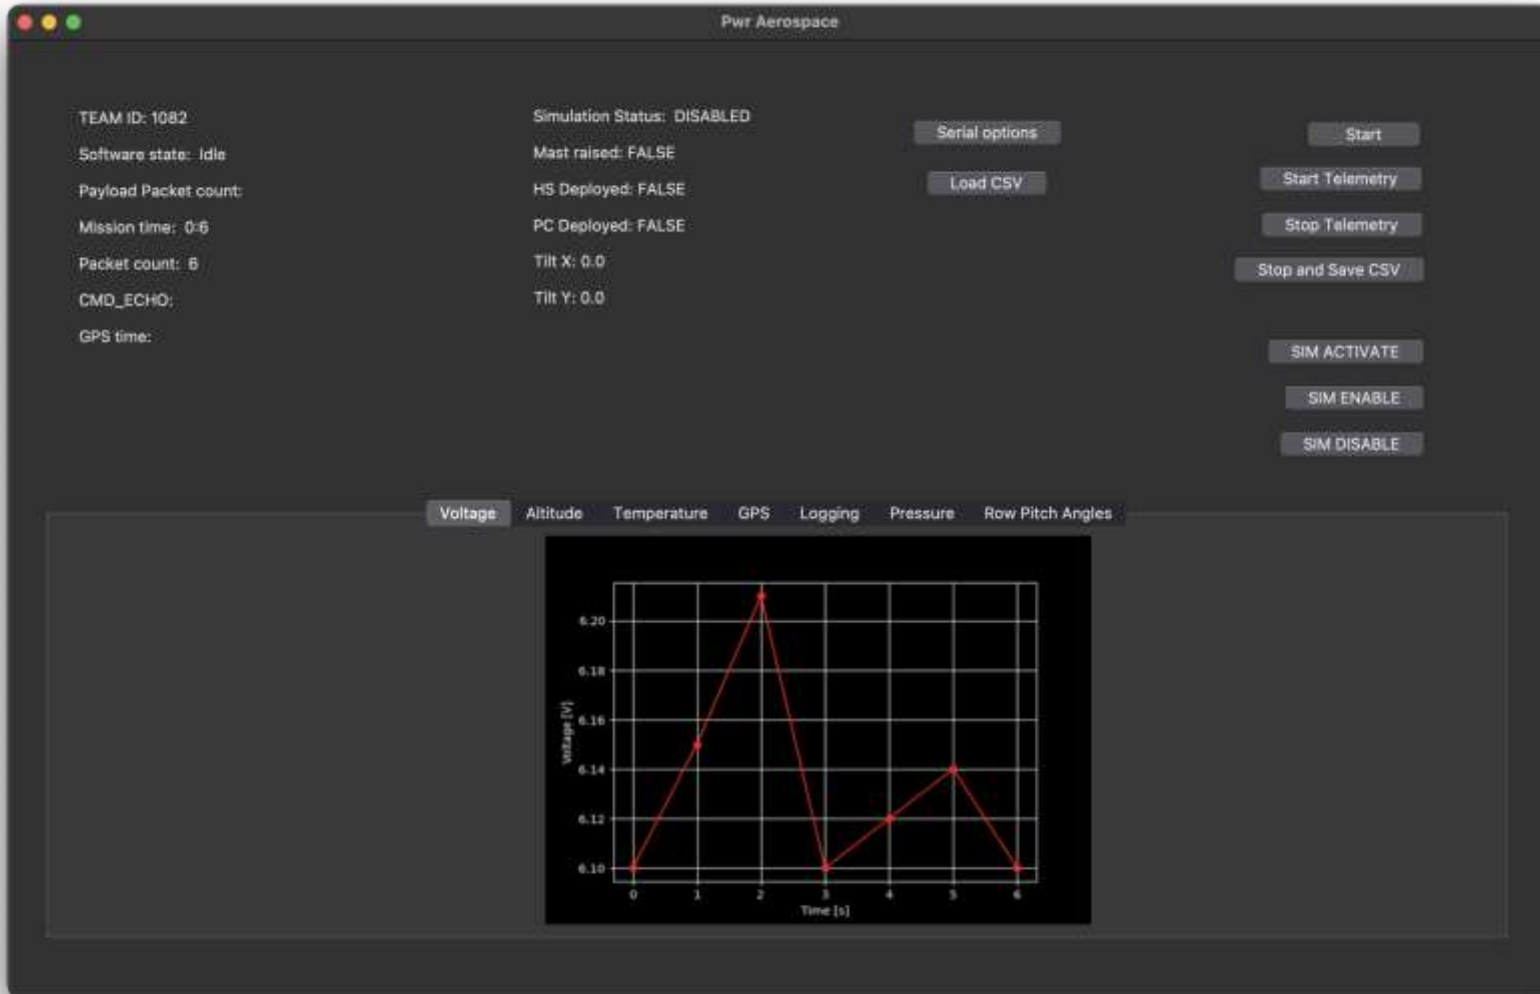 Pwr Aerospace
TEAM ID: 1082
Software state: Idle
Payload Packet count:
Mission time: 0:6
Packet count: 6
CMD_ECHO:
GPS time:
Simulation Status: DISABLED
Mast raised: FALSE
HS Deployed: FALSE
PC Deployed: FALSE
Tilt X: 0.0
Tilt Y: 0.0
Serial options
Load CSV
Start
Start Telemetry
Stop Telemetry
Stop and Save CSV
SIM ACTIVATE
SIM ENABLE
SIM DISABLE
Voltage Altitude Temperature GPS Logging Pressure Row Pitch Angles
Voltage [V]
6.20
6.18
6.16
6.14
6.12
6.10
0 1 2 3 4 5 6
Time [s]